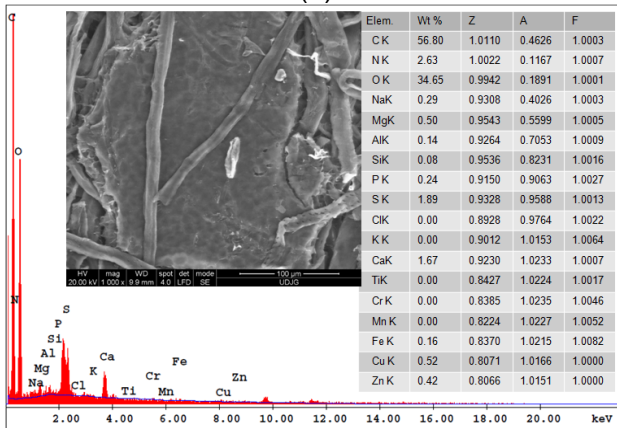 Elem. Wt % Z A F
C K 56.80 1.0110 0.4626 1.0003
N K 2.63 1.0022 0.1167 1.0007
O K 34.65 0.9942 0.1891 1.0001
NaK 0.29 0.9308 0.4026 1.0003
MgK 0.50 0.9543 0.5599 1.0005
AlK 0.14 0.9264 0.7053 1.0009
SiK 0.08 0.9536 0.8231 1.0016
P K 0.24 0.9150 0.9063 1.0027
S K 1.89 0.9328 0.9588 1.0013
ClK 0.00 0.8928 0.9764 1.0022
K K 0.00 0.9012 1.0153 1.0064
CaK 1.67 0.9230 1.0233 1.0007
TiK 0.00 0.8427 1.0224 1.0017
Cr K 0.00 0.8385 1.0235 1.0046
Mn K 0.00 0.8224 1.0227 1.0052
Fe K 0.16 0.8370 1.0215 1.0082
Cu K 0.52 0.8071 1.0166 1.0000
Zn K 0.42 0.8066 1.0151 1.0000
HV mag WD spot det mode
20.00 kV 1 000 x 9.9 mm 4.0 LFD SE
100 µm
UDJG
C
O
N
S
P
Si
Al
Mg
Na
Cl
K
Ca
Ti
Cr
Mn
Fe
Cu
Zn
2.00 4.00 6.00 8.00 10.00 12.00 14.00 16.00 18.00 20.00 keV